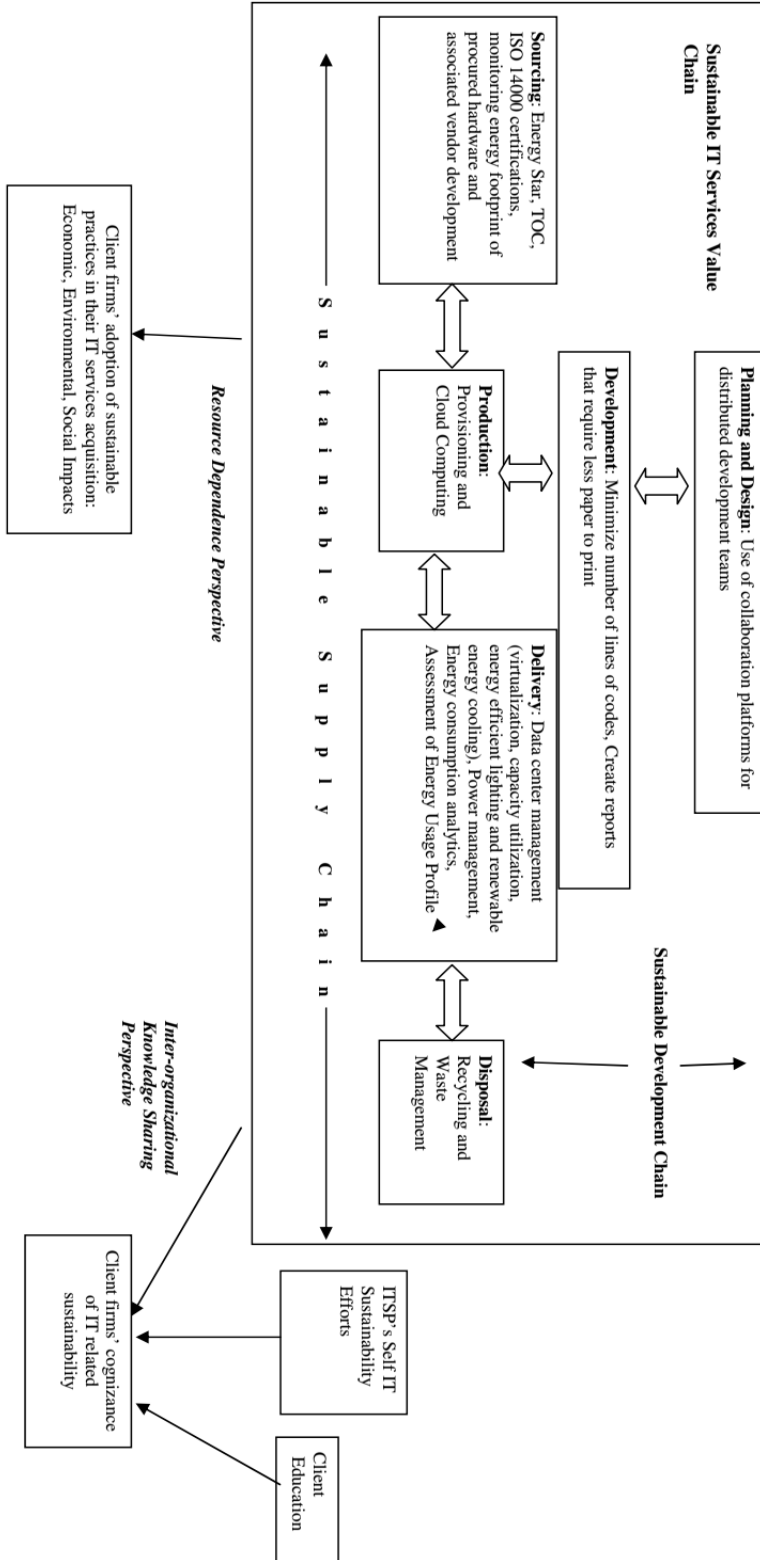 Sustainable IT Services Value
Chain
Planning and Design: Use of collaboration platforms for
distributed development teams
Sustainable Development Chain
Development: Minimize number of lines of codes, Create reports
that require less paper to print
Sourcing: Energy Star, TOC,
ISO 14000 certifications,
monitoring energy footprint of
procured hardware and
associated vendor development
Production:
Provisioning and
Cloud Computing
Delivery: Data center management
(virtualization, capacity utilization,
energy efficient lighting and renewable
energy cooling), Power management,
Energy consumption analytics,
Assessment of Energy Usage Profile
Disposal:
Recycling and
Waste
Management
Sustainable Supply Chain
ITSP's Self IT
Sustainability
Efforts
Client
Education
Resource Dependence Perspective
Inter-organizational
Knowledge Sharing
Perspective
Client firms' adoption of sustainable
practices in their IT services acquisition:
Economic, Environmental, Social Impacts
Client firms' cognizance
of IT related
sustainability